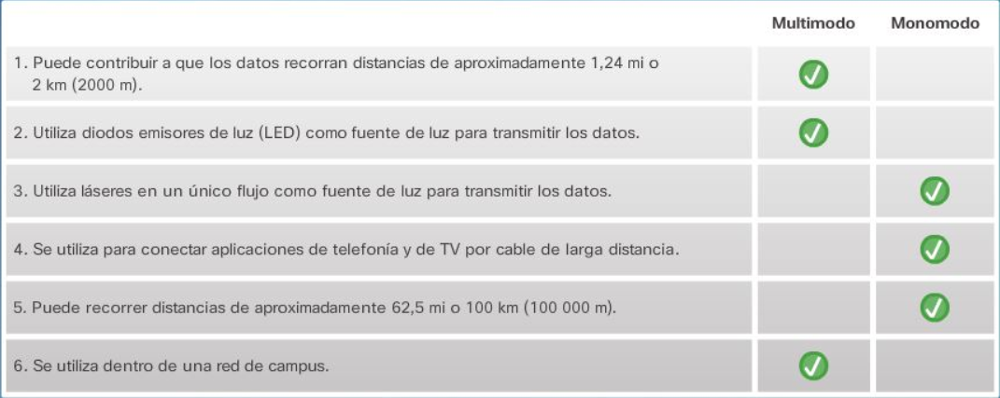 Multimodo Monomodo
1. Puede contribuir a que los datos recorran distancias de aproximadamente 1,24 mi o
2 km (2000 m).
2. Utiliza diodos emisores de luz (LED) como fuente de luz para transmitir los datos.
3. Utiliza láseres en un único flujo como fuente de luz para transmitir los datos.
4. Se utiliza para conectar aplicaciones de telefonía y de TV por cable de larga distancia.
5. Puede recorrer distancias de aproximadamente 62,5 mi o 100 km (100 000 m).
6. Se utiliza dentro de una red de campus.